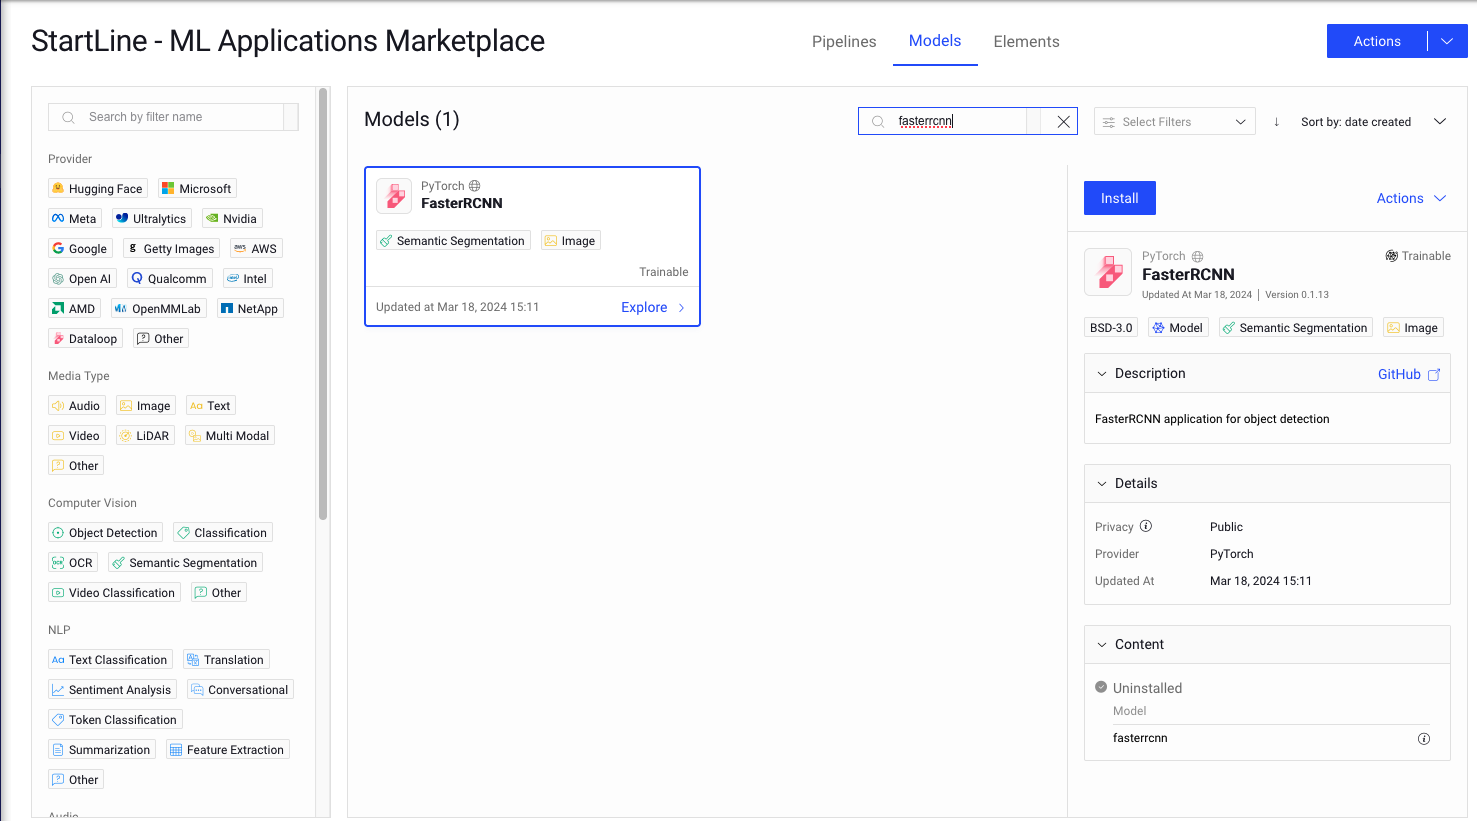 StartLine - ML Applications Marketplace
Pipelines Models Elements
Actions
Search by filter name
Provider
Hugging Face Microsoft
Meta Ultralytics Nvidia
Google Getty Images AWS
Open AI Qualcomm Intel
AMD OpenMMLab NetApp
Dataloop Other
Media Type
Audio Image Text
Video LiDAR Multi Modal
Other
Computer Vision
Object Detection Classification
OCR Semantic Segmentation
Video Classification Other
NLP
Text Classification Translation
Sentiment Analysis Conversational
Token Classification
Summarization Feature Extraction
Other
Audio
Models (1)
fasterrcnn
Select Filters
Sort by: date created
PyTorch
FasterRCNN
Semantic Segmentation Image
Trainable
Updated at Mar 18, 2024 15:11 Explore
Install Actions
PyTorch Trainable
FasterRCNN
Updated At Mar 18, 2024 | Version 0.1.13
BSD-3.0 Model Semantic Segmentation Image
Description GitHub
FasterRCNN application for object detection
Details
Privacy Public
Provider PyTorch
Updated At Mar 18, 2024 15:11
Content
Uninstalled
Model
fasterrcnn